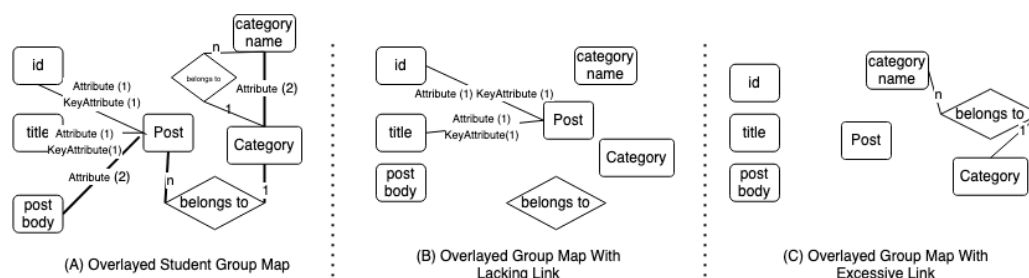 category
name
n
id
belongs to
Attribute (1)
KeyAttribute (1)
Attribute (2)
1
title
Attribute (1)
KeyAttribute(1)
Post
Category
Attribute (2)
n
1
post
body
belongs to
(A) Overlayed Student Group Map
id
category
name
Attribute (1) KeyAttribute (1)
title
Attribute (1)
KeyAttribute(1)
Post
Category
post
body
belongs to
(B) Overlayed Group Map With
Lacking Link
category
name
id
n
belongs to
1
title
Post
post
body
Category
(C) Overlayed Group Map With
Excessive Link